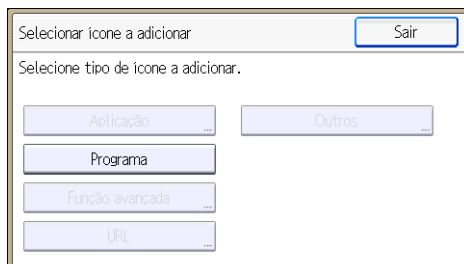 Selecionar ícone a adicionar
Sair
Selecione tipo de ícone a adicionar.
Aplicação ...
Outros ...
Programa
Função avançada ...
URL ...